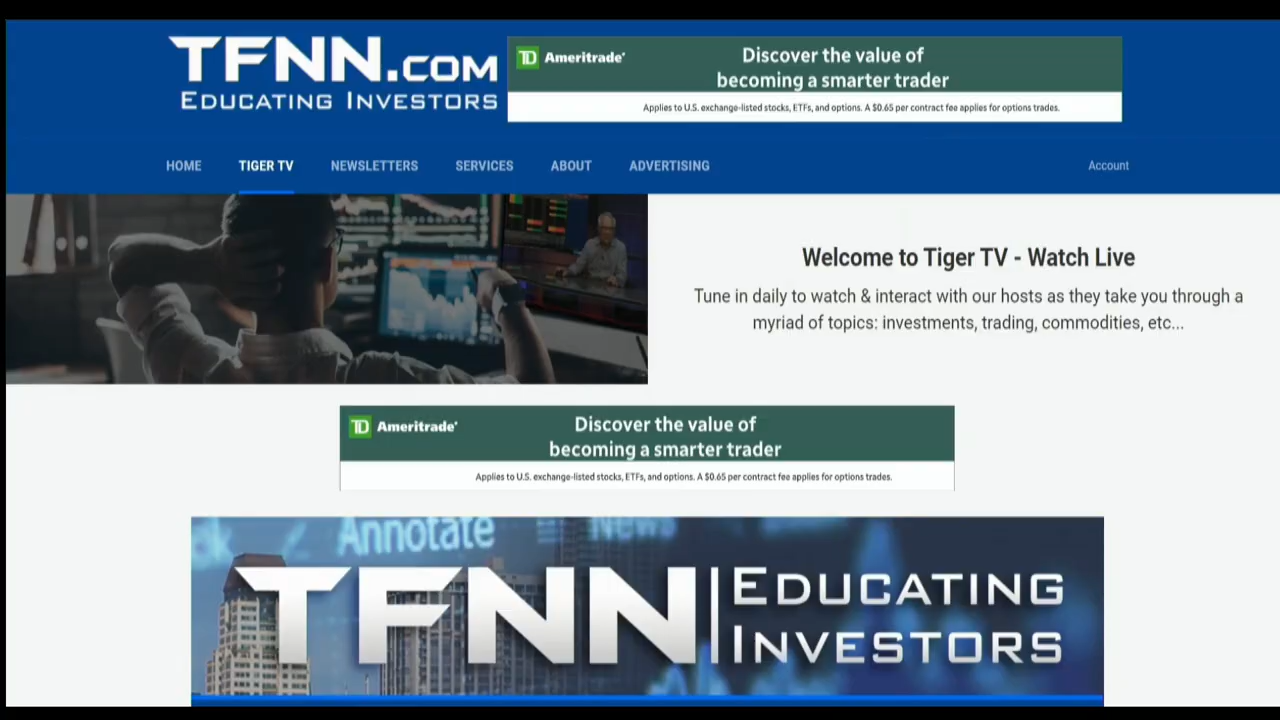 TFNN.COM
EDUCATING INVESTORS
TD Ameritrade
Discover the value of
becoming a smarter trader
Applies to U.S. exchange-listed stocks, ETFs, and options. A $0.65 per contract fee applies for options trades.
HOME TIGER TV NEWSLETTERS SERVICES ABOUT ADVERTISING Account
Welcome to Tiger TV - Watch Live
Tune in daily to watch & interact with our hosts as they take you through a
myriad of topics: investments, trading, commodities, etc...
TD Ameritrade
Discover the value of
becoming a smarter trader
Applies to U.S. exchange-listed stocks, ETFs, and options. A $0.65 per contract fee applies for options trades.
Annotate News
TFNN EDUCATING
INVESTORS